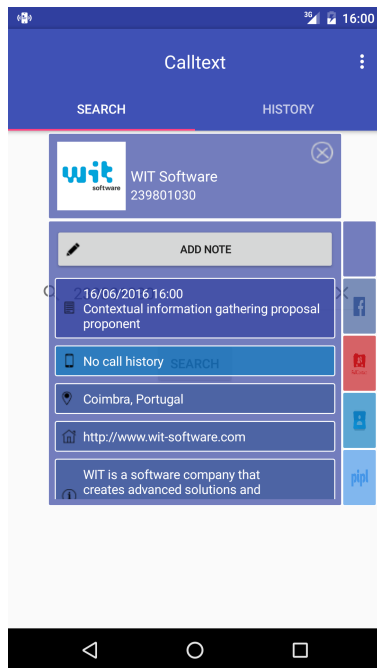 3G
16:00
Calltext
SEARCH
HISTORY
wit
software
WIT Software
239801030
ADD NOTE
16/06/2016 16:00
Contextual information gathering proposal
proponent
No call history
SEARCH
Coimbra, Portugal
http://www.wit-software.com
WIT is a software company that
creates advanced solutions and
pipl